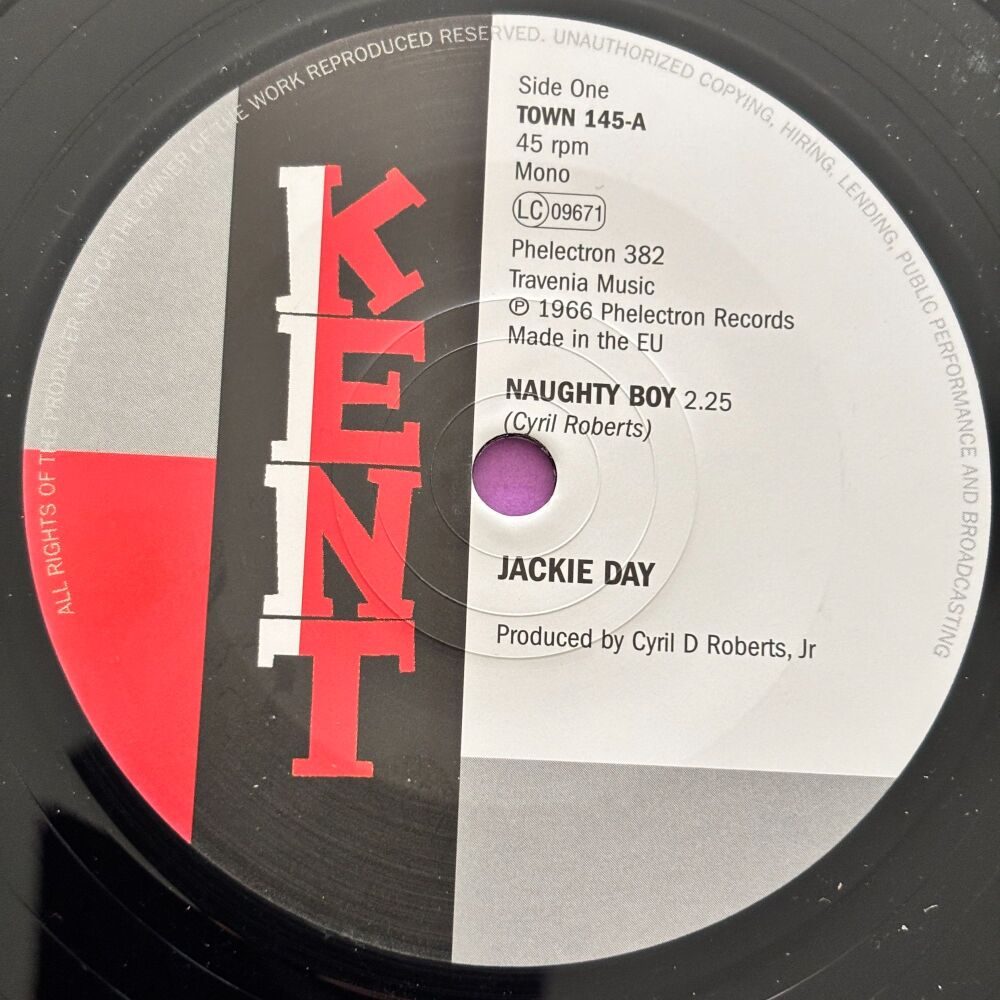 ALL RIGHTS OF THE PRODUCER AND OF THE OWNER OF THE WORK REPRODUCED RESERVED. UNAUTHORIZED COPYING, HIRING, LENDING, PUBLIC PERFORMANCE AND BROADCASTING
KENT
Side One
TOWN 145-A
45 rpm
Mono
LC 09671
Phelectron 382
Travenia Music
℗ 1966 Phelectron Records
Made in the EU
NAUGHTY BOY 2.25
(Cyril Roberts)
JACKIE DAY
Produced by Cyril D Roberts, Jr